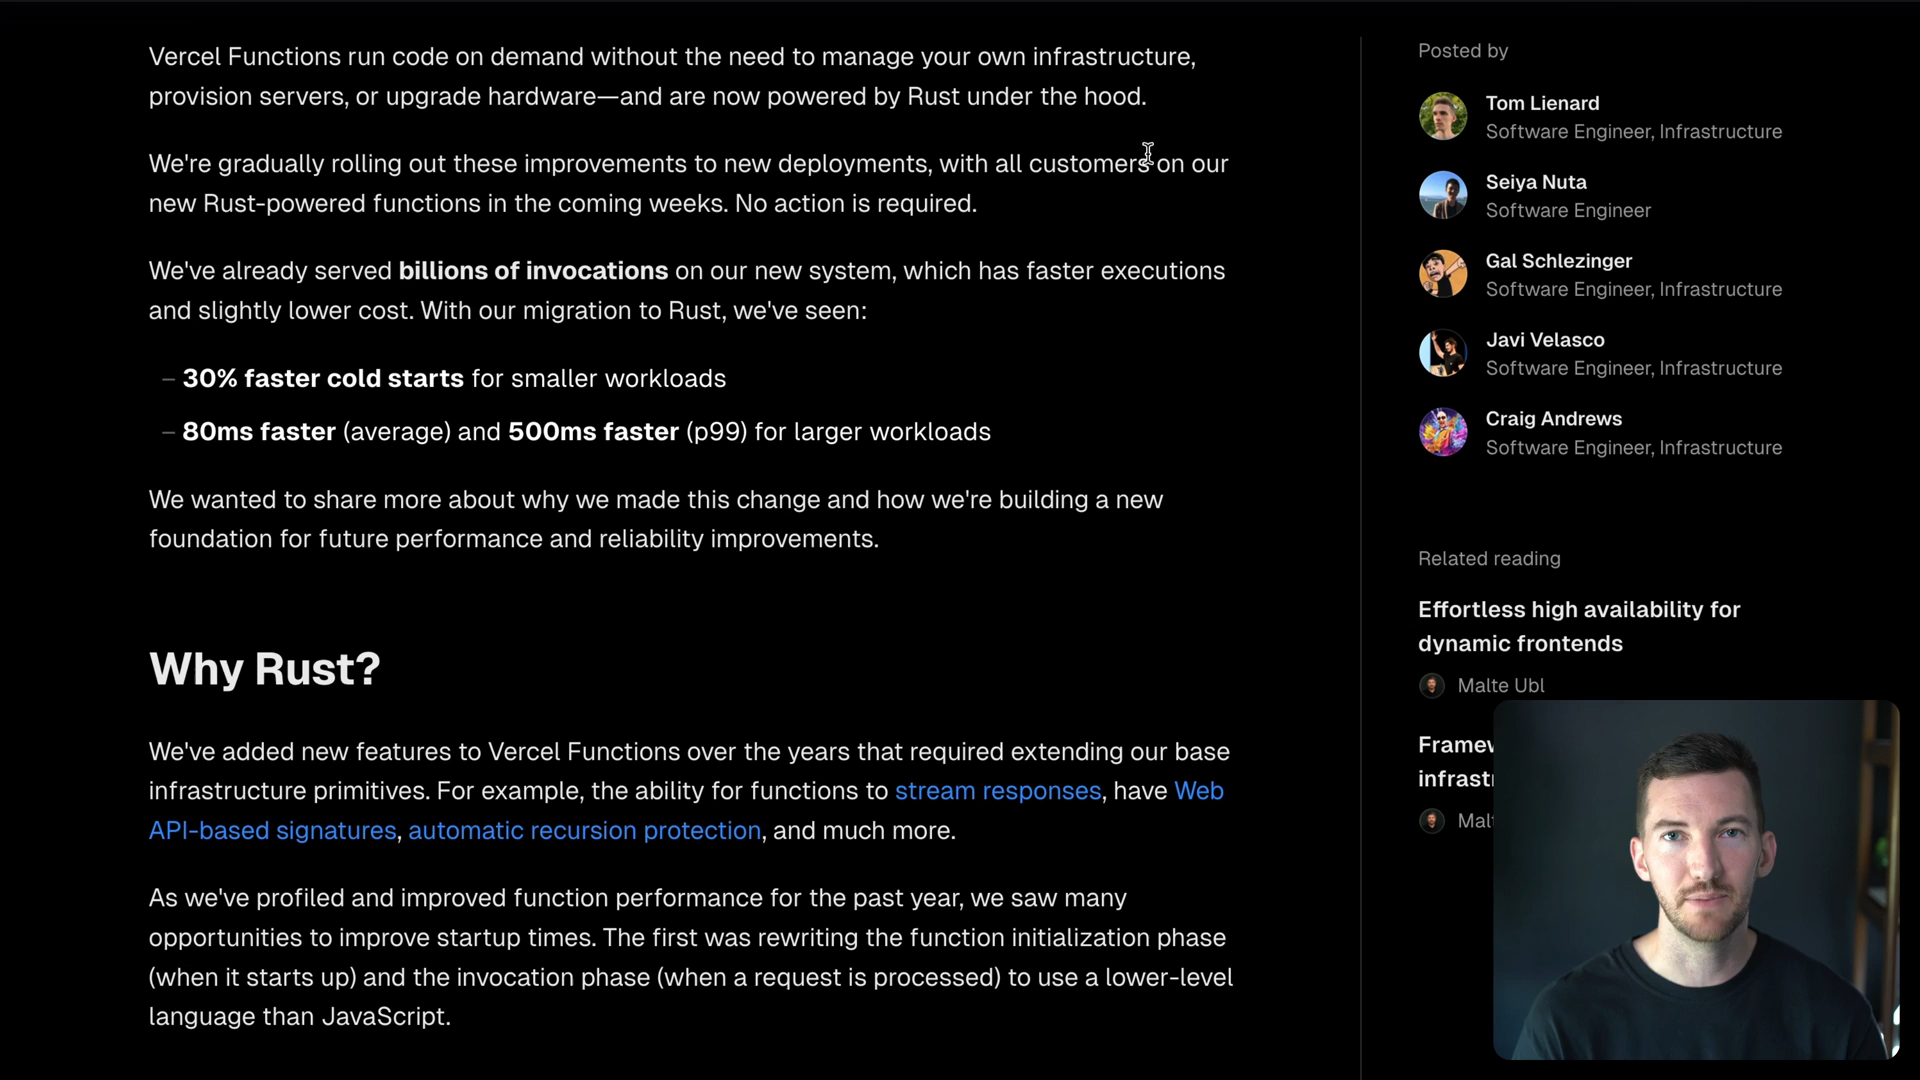 Vercel Functions run code on demand without the need to manage your own infrastructure,
provision servers, or upgrade hardware—and are now powered by Rust under the hood.
We're gradually rolling out these improvements to new deployments, with all customers on our
new Rust-powered functions in the coming weeks. No action is required.
We've already served billions of invocations on our new system, which has faster executions
and slightly lower cost. With our migration to Rust, we've seen:
– 30% faster cold starts for smaller workloads
– 80ms faster (average) and 500ms faster (p99) for larger workloads
We wanted to share more about why we made this change and how we're building a new
foundation for future performance and reliability improvements.
Why Rust?
We've added new features to Vercel Functions over the years that required extending our base
infrastructure primitives. For example, the ability for functions to stream responses, have Web
API-based signatures, automatic recursion protection, and much more.
As we've profiled and improved function performance for the past year, we saw many
opportunities to improve startup times. The first was rewriting the function initialization phase
(when it starts up) and the invocation phase (when a request is processed) to use a lower-level
language than JavaScript.
Posted by
Tom Lienard
Software Engineer, Infrastructure
Seiya Nuta
Software Engineer
Gal Schlezinger
Software Engineer, Infrastructure
Javi Velasco
Software Engineer, Infrastructure
Craig Andrews
Software Engineer, Infrastructure
Related reading
Effortless high availability for
dynamic frontends
Malte Ubl